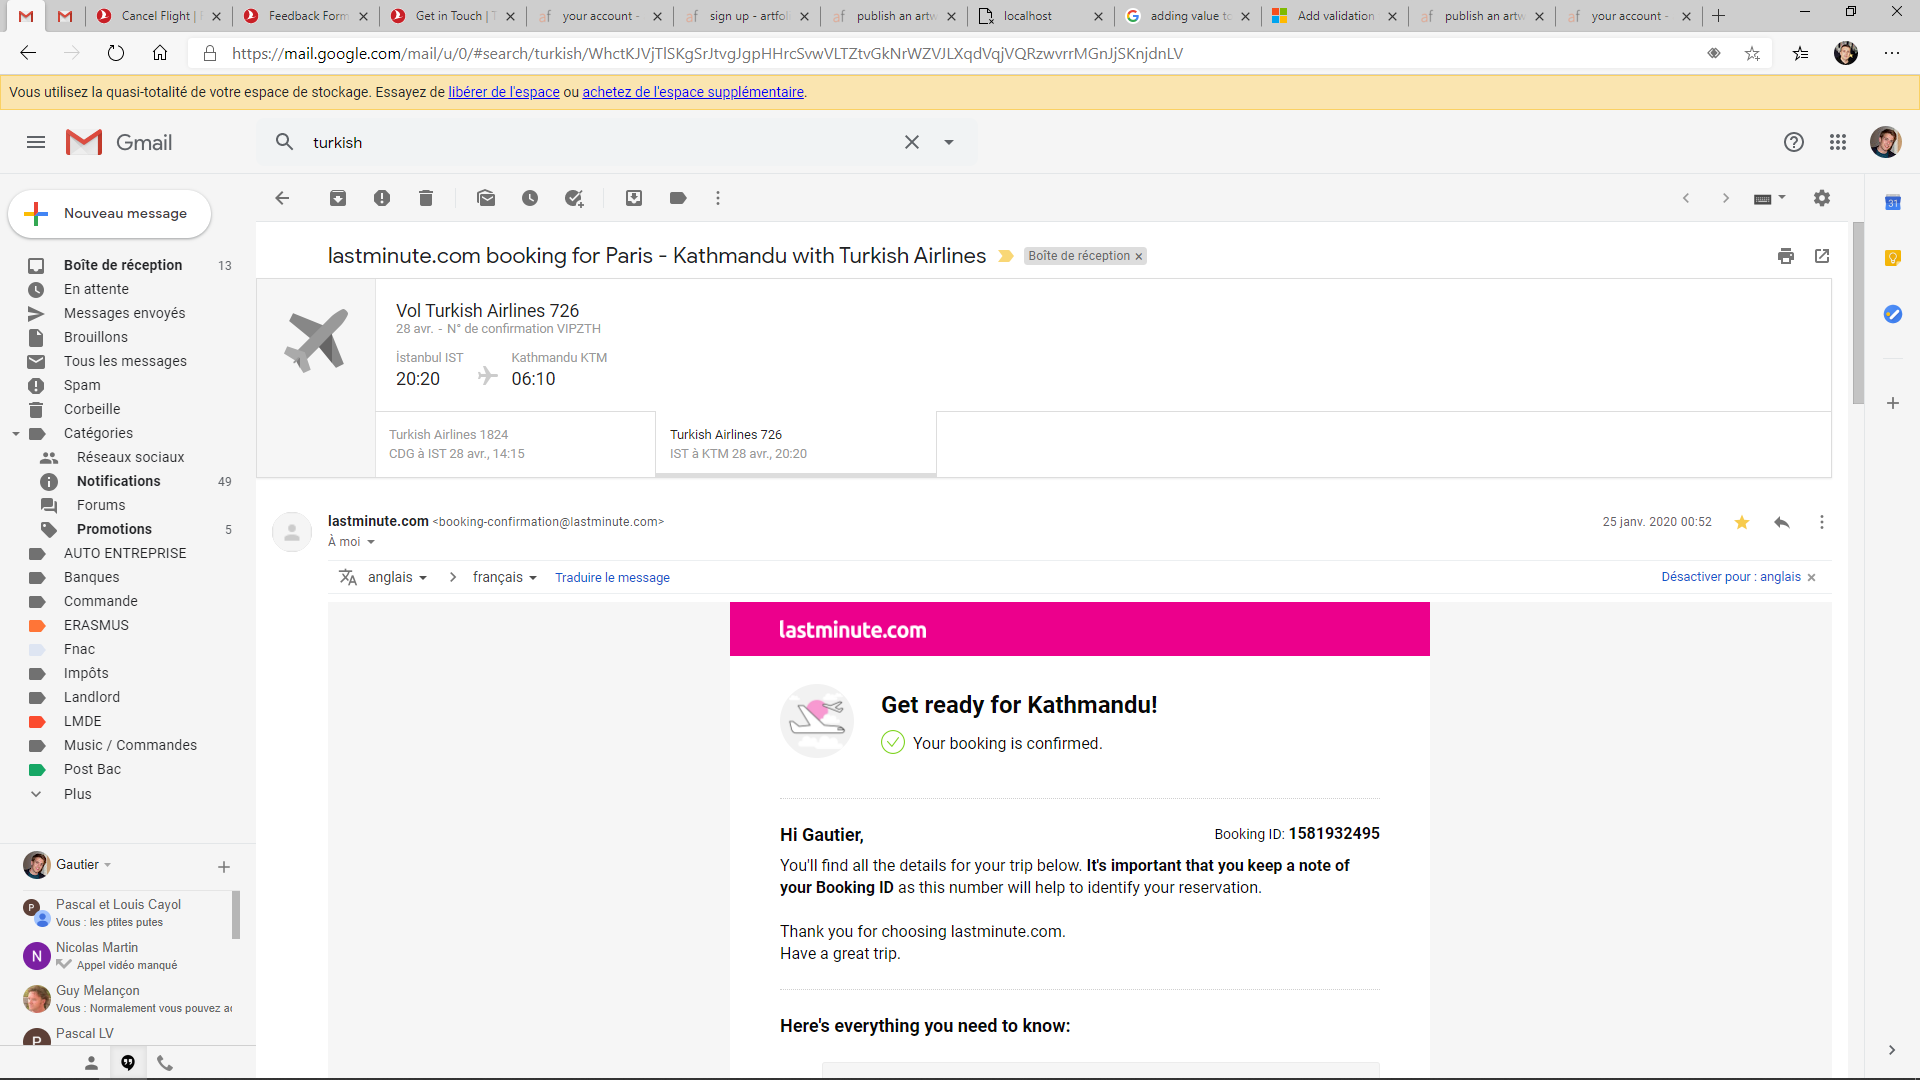 Cancel Flight |
Feedback Form
Get in Touch | T
your account -
sign up - artfoli
publish an artw
localhost
adding value to
Add validation
publish an artw
your account -
https://mail.google.com/mail/u/0/#search/turkish/WhctKJVjTlSKgSrJtvgJgpHHrcSvwVLTZtvGkNrWZVJLXqdVqjVQRzwvrrMGnJjSKnjdnLV
Vous utilisez la quasi-totalité de votre espace de stockage. Essayez de libérer de l'espace ou achetez de l'espace supplémentaire.
Gmail
turkish
Nouveau message
Boîte de réception 13
En attente
Messages envoyés
Brouillons
Tous les messages
Spam
Corbeille
Catégories
Réseaux sociaux
Notifications 49
Forums
Promotions 5
AUTO ENTREPRISE
Banques
Commande
ERASMUS
Fnac
Impôts
Landlord
LMDE
Music / Commandes
Post Bac
Plus
Gautier
Pascal et Louis Cayol
Vous : les ptites putes
Nicolas Martin
Appel vidéo manqué
Guy Melançon
Vous : Normalement vous pouvez ac
Pascal LV
lastminute.com booking for Paris - Kathmandu with Turkish Airlines
Boîte de réception ×
Vol Turkish Airlines 726
28 avr. - N° de confirmation VIPZTH
İstanbul IST
20:20
Kathmandu KTM
06:10
Turkish Airlines 1824
CDG à IST 28 avr., 14:15
Turkish Airlines 726
IST à KTM 28 avr., 20:20
lastminute.com <booking-confirmation@lastminute.com>
25 janv. 2020 00:52
À moi
anglais > français Traduire le message
Désactiver pour : anglais ×
lastminute.com
Get ready for Kathmandu!
Your booking is confirmed.
Hi Gautier,
Booking ID: 1581932495
You'll find all the details for your trip below. It's important that you keep a note of
your Booking ID as this number will help to identify your reservation.
Thank you for choosing lastminute.com.
Have a great trip.
Here's everything you need to know:
31